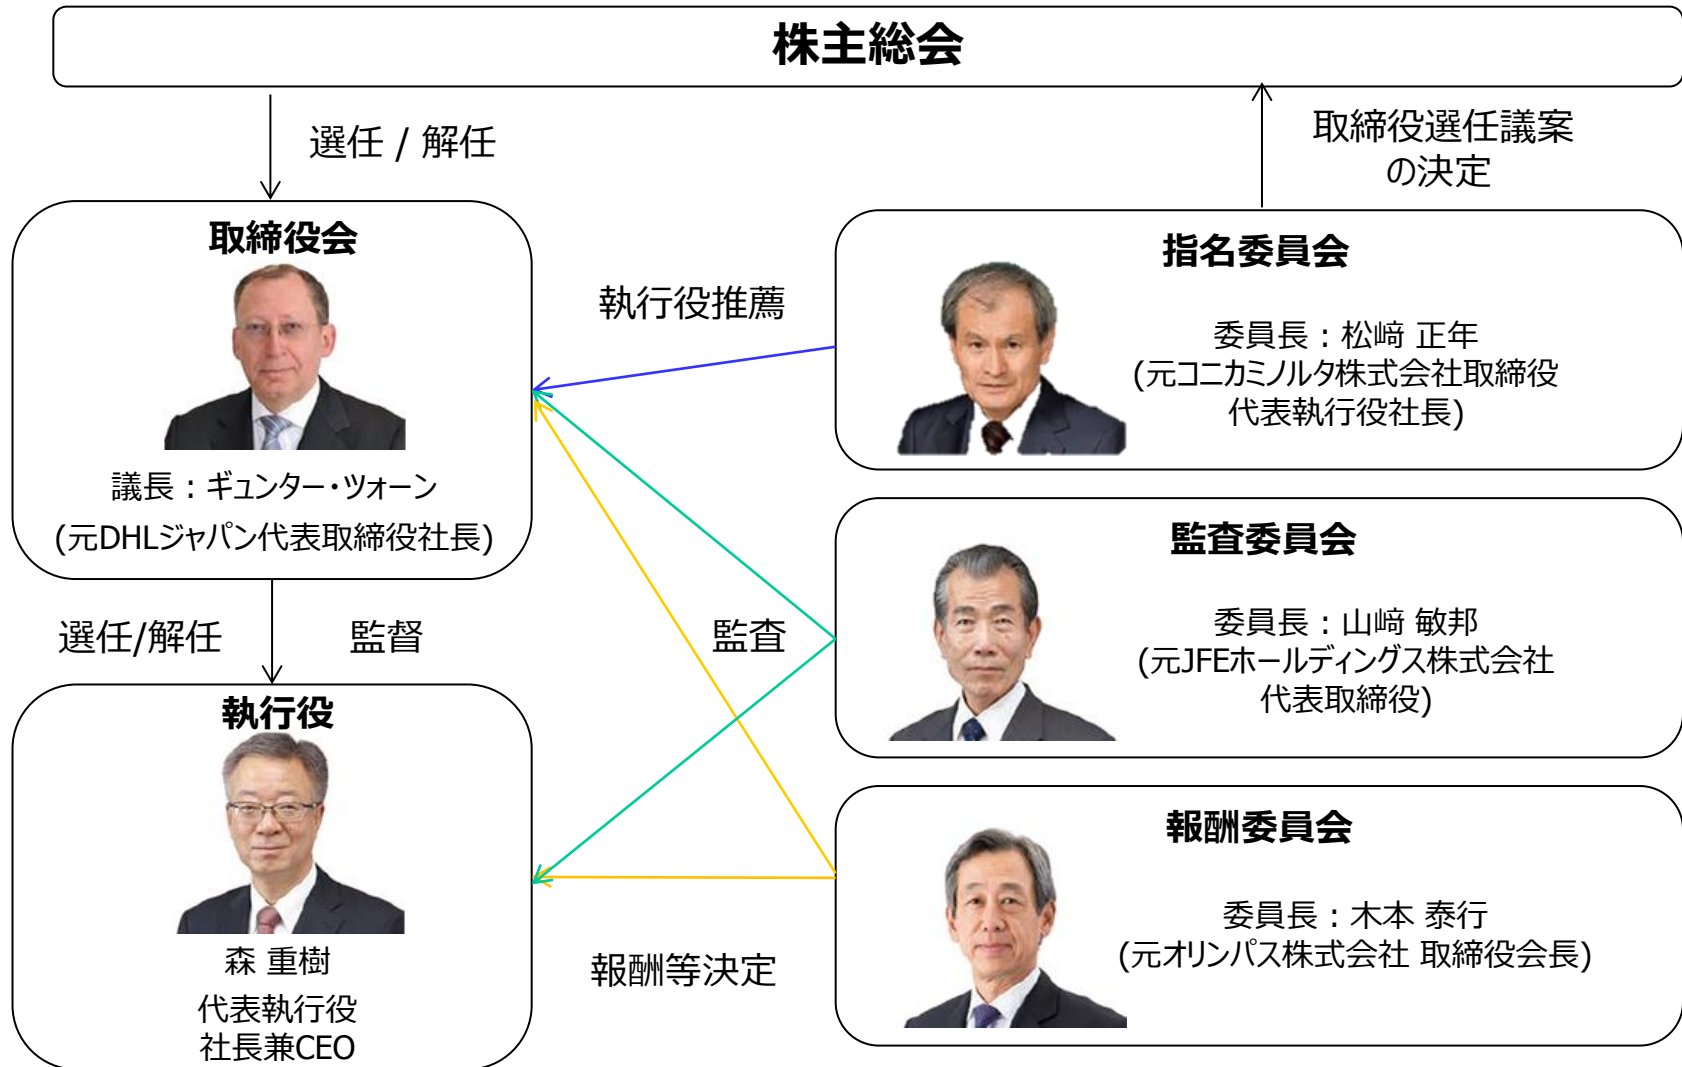 株主総会
選任 / 解任
取締役選任議案
の決定
取締役会
議長：ギュンター・ツォーン
(元DHLジャパン代表取締役社長)
執行役推薦
指名委員会
委員長：松﨑 正年
(元コニカミノルタ株式会社取締役
代表執行役社長)
選任/解任
監督
監査
監査委員会
委員長：山﨑 敏邦
(元JFEホールディングス株式会社
代表取締役)
執行役
森 重樹
代表執行役
社長兼CEO
報酬等決定
報酬委員会
委員長：木本 泰行
(元オリンパス株式会社 取締役会長)